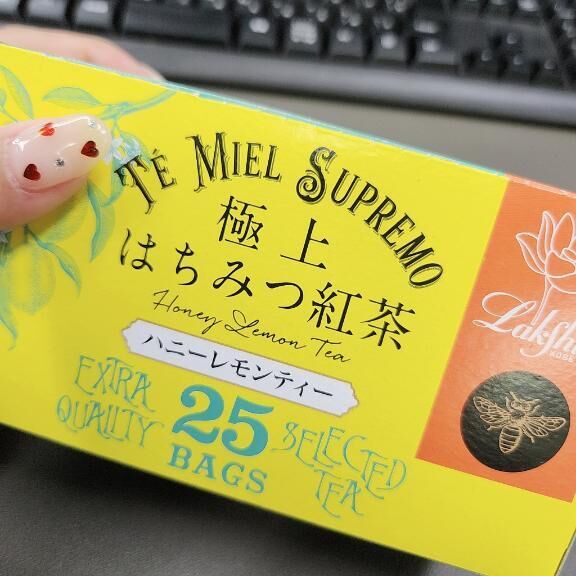 TÉ MIEL SUPREMO
極上
はちみつ紅茶
Honey Lemon Tea
ハニーレモンティー
EXTRA
QUALITY
25
BAGS
SELECTED
TEA